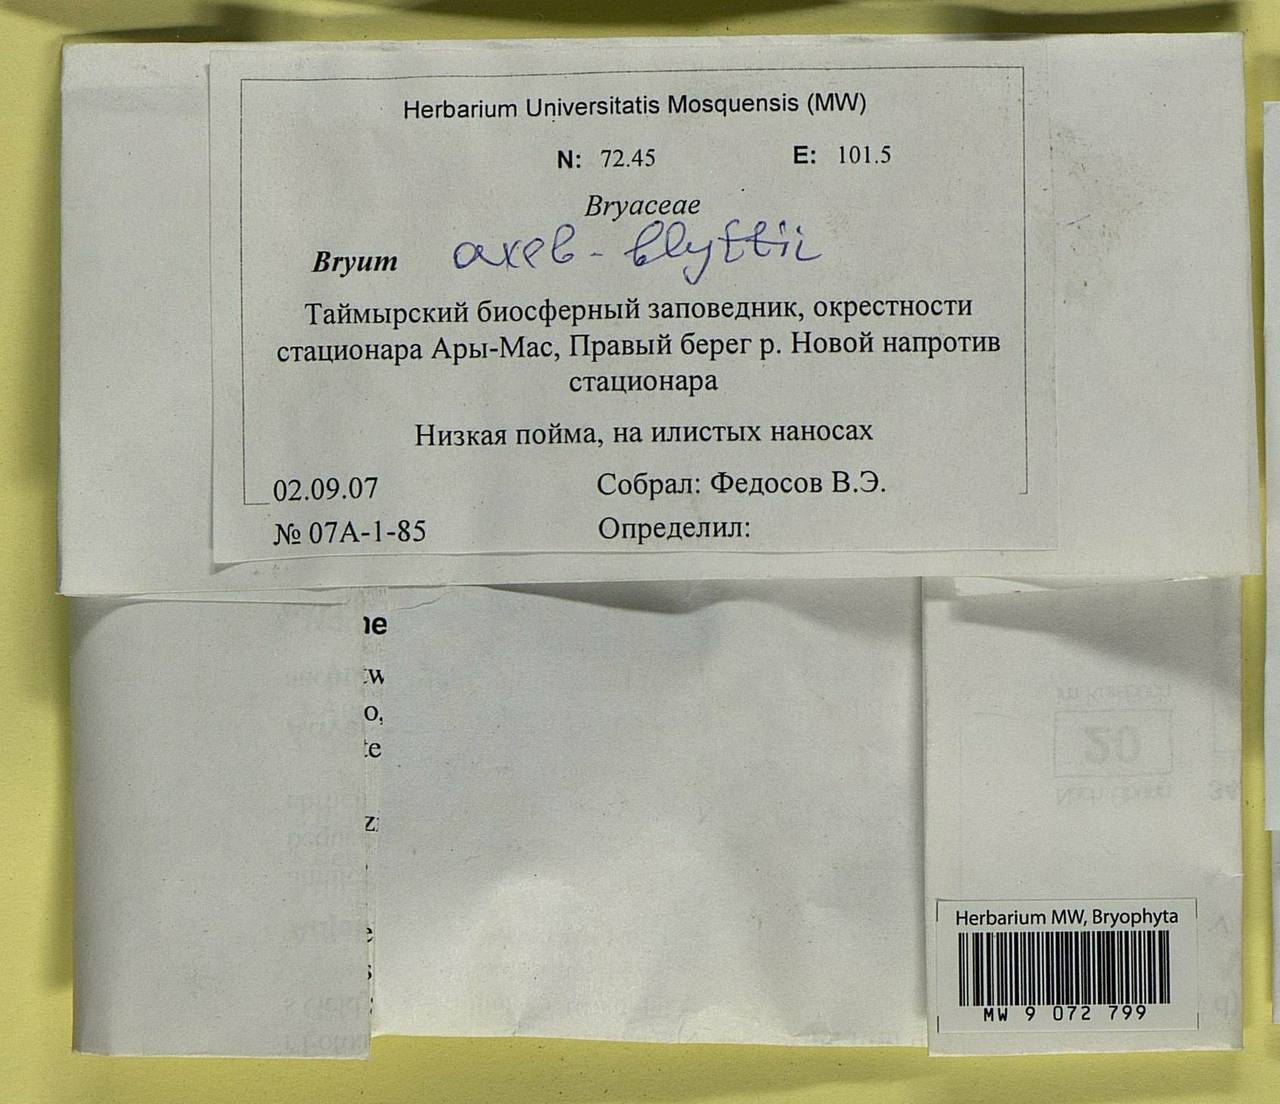 Herbarium Universitatis Mosquensis (MW)
N: 72.45 E: 101.5
Bryaceae
Bryum axel-blyttii
Таймырский биосферный заповедник, окрестности
стационара Ары-Мас, Правый берег р. Новой напротив
стационара
Низкая пойма, на илистых наносах
02.09.07 Собрал: Федосов В.Э.
№ 07А-1-85 Определил:
20
Herbarium MW, Bryophyta
MW 9 072 799